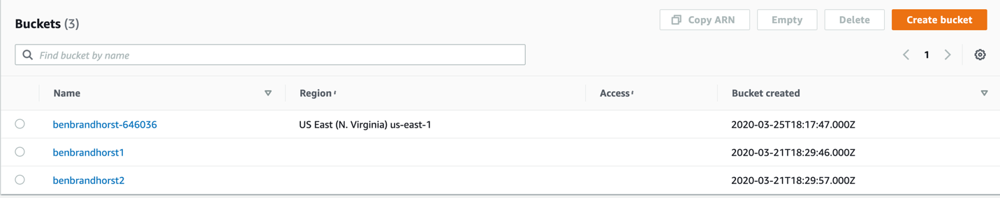 Buckets (3)
Copy ARN Empty Delete Create bucket
Find bucket by name
1
Name Region Access Bucket created
benbrandhorst-646036 US East (N. Virginia) us-east-1 2020-03-25T18:17:47.000Z
benbrandhorst1 2020-03-21T18:29:46.000Z
benbrandhorst2 2020-03-21T18:29:57.000Z